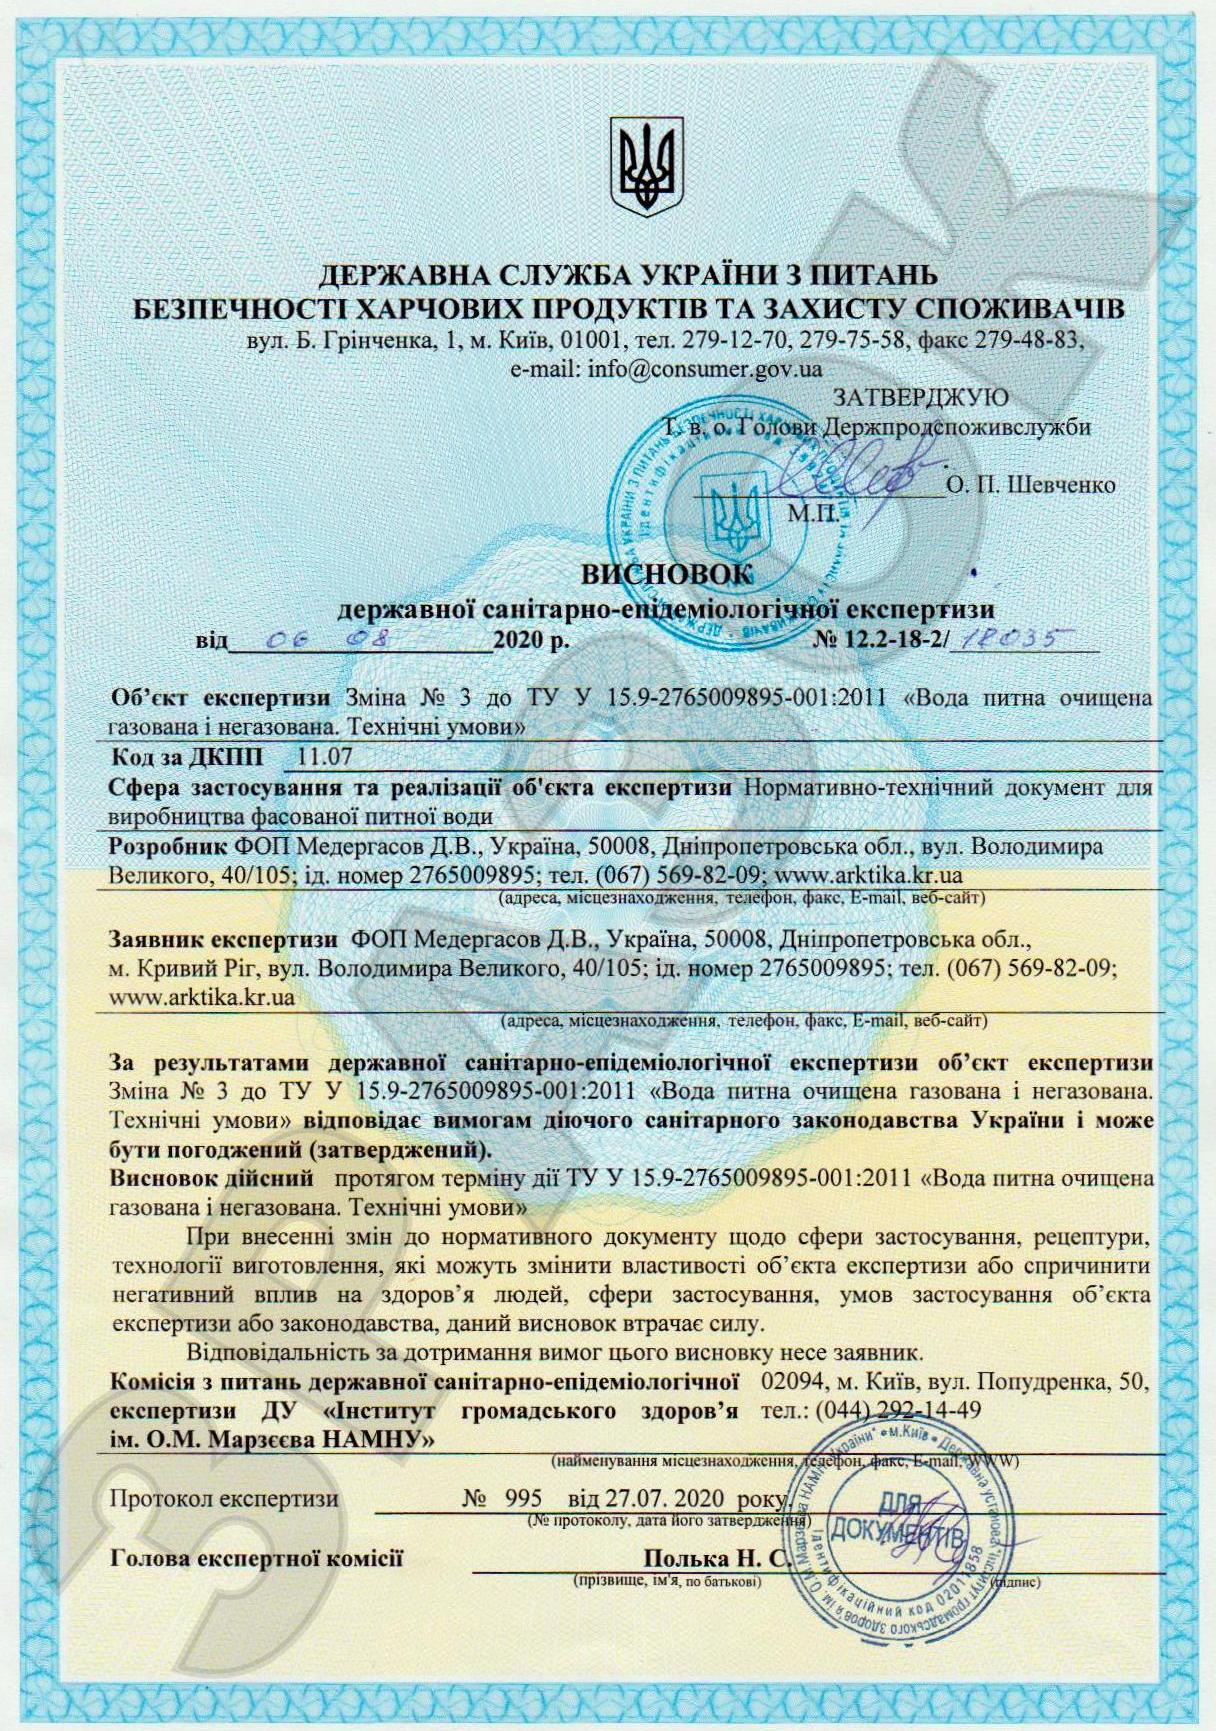 ДЕРЖАВНА СЛУЖБА УКРАЇНИ З ПИТАНЬ
БЕЗПЕЧНОСТІ ХАРЧОВИХ ПРОДУКТІВ ТА ЗАХИСТУ СПОЖИВАЧІВ
вул. Б. Грінченка, 1, м. Київ, 01001, тел. 279-12-70, 279-75-58, факс 279-48-83,
e-mail: info@consumer.gov.ua
ЗАТВЕРДЖУЮ
Т. в. о. Голови Держпродспоживслужби
О. П. Шевченко
М.П.
ВИСНОВОК
державної санітарно-епідеміологічної експертизи
від 06 08 2020 р. № 12.2-18-2/ 18035
Об’єкт експертизи Зміна № 3 до ТУ У 15.9-2765009895-001:2011 «Вода питна очищена
газована і негазована. Технічні умови»
Код за ДКПП 11.07
Сфера застосування та реалізації об'єкта експертизи Нормативно-технічний документ для
виробництва фасованої питної води
Розробник ФОП Медергасов Д.В., Україна, 50008, Дніпропетровська обл., вул. Володимира
Великого, 40/105; ід. номер 2765009895; тел. (067) 569-82-09; www.arktika.kr.ua
(адреса, місцезнаходження, телефон, факс, E-mail, веб-сайт)
Заявник експертизи ФОП Медергасов Д.В., Україна, 50008, Дніпропетровська обл.,
м. Кривий Ріг, вул. Володимира Великого, 40/105; ід. номер 2765009895; тел. (067) 569-82-09;
www.arktika.kr.ua
(адреса, місцезнаходження, телефон, факс, E-mail, веб-сайт)
За результатами державної санітарно-епідеміологічної експертизи об’єкт експертизи
Зміна № 3 до ТУ У 15.9-2765009895-001:2011 «Вода питна очищена газована і негазована.
Технічні умови» відповідає вимогам діючого санітарного законодавства України і може
бути погоджений (затверджений).
Висновок дійсний протягом терміну дії ТУ У 15.9-2765009895-001:2011 «Вода питна очищена
газована і негазована. Технічні умови»
При внесенні змін до нормативного документу щодо сфери застосування, рецептури,
технології виготовлення, які можуть змінити властивості об’єкта експертизи або спричинити
негативний вплив на здоров’я людей, сфери застосування, умов застосування об’єкта
експертизи або законодавства, даний висновок втрачає силу.
Відповідальність за дотримання вимог цього висновку несе заявник.
Комісія з питань державної санітарно-епідеміологічної 02094, м. Київ, вул. Попудренка, 50,
експертизи ДУ «Інститут громадського здоров’я тел.: (044) 292-14-49
ім. О.М. Марзєєва НАМНУ»
(найменування місцезнаходження, телефон, факс, E-mail, WWW)
Протокол експертизи № 995 від 27.07. 2020 року,
(№ протоколу, дата його затвердження)
Голова експертної комісії Полька Н. С.
(прізвище, ім'я, по батькові) (підпис)
ДЛЯ
ДОКУМЕНТІВ
Ідентифікаційний код 02011858
ЗРАЗОК